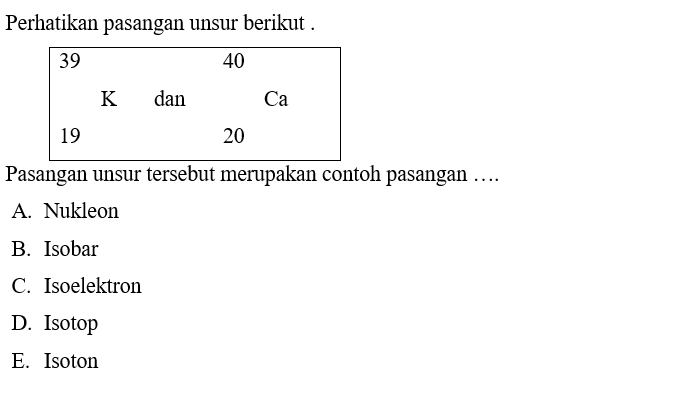 Perhatikan pasangan unsur berikut .
39 40
K dan Ca
19 20
Pasangan unsur tersebut merupakan contoh pasangan ….
A. Nukleon
B. Isobar
C. Isoelektron
D. Isotop
E. Isoton